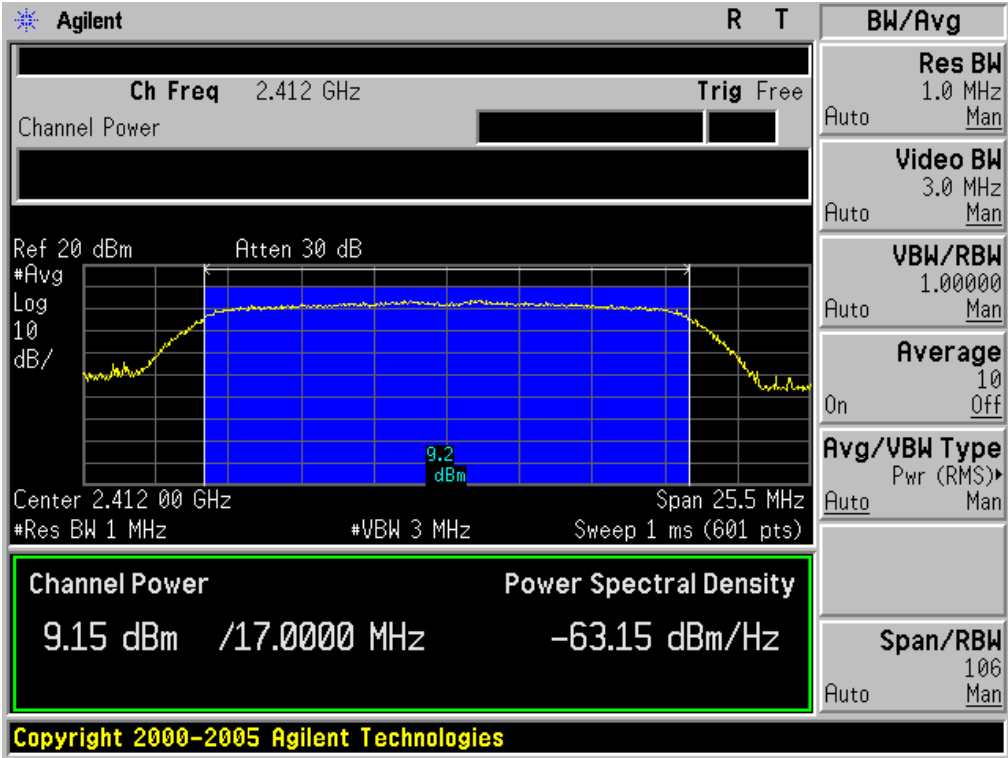 Agilent R T
Ch Freq 2.412 GHz Trig Free
Channel Power
Ref 20 dBm Atten 30 dB
#Avg
Log
10
dB/
9.2
dBm
Center 2.412 00 GHz Span 25.5 MHz
#Res BW 1 MHz #VBW 3 MHz Sweep 1 ms (601 pts)
Channel Power Power Spectral Density
9.15 dBm /17.0000 MHz -63.15 dBm/Hz
Copyright 2000-2005 Agilent Technologies
BW/Avg
Res BW
1.0 MHz
Auto Man
Video BW
3.0 MHz
Auto Man
VBW/RBW
1.00000
Auto Man
Average
10
On Off
Avg/VBW Type
Pwr (RMS)▸
Auto Man
Span/RBW
106
Auto Man